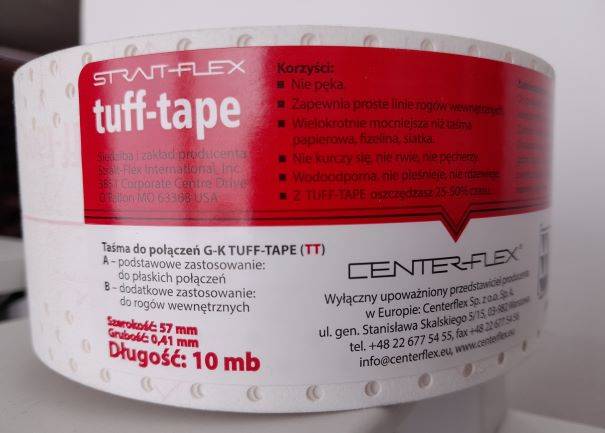 STRAIT-FLEX
tuff-tape
Siedziba i zakład producenta
Strait-Flex International, Inc.
3851 Corporate Centre Drive
O'Fallon MO 63368 USA
Korzyści:
■ Nie pęka.
■ Zapewnia proste linie rogów wewnętrznych.
■ Wielokrotnie mocniejsza niż taśma
papierowa, fizelina, siatka.
■ Nie kurczy się, nie rwie, nie pęcherzy.
■ Wodoodporna, nie pleśnieje, nie rdzewieje.
■ Z TUFF-TAPE oszczędzasz 25-50% czasu.
Taśma do połączeń G-K TUFF-TAPE (TT)
A – podstawowe zastosowanie:
do płaskich połączeń
B – dodatkowe zastosowanie:
do rogów wewnętrznych
Szerokość: 57 mm
Grubość: 0,41 mm
Długość: 10 mb
CENTER-FLEX®
Wyłączny upoważniony przedstawiciel producenta
w Europie: Centerflex Sp. z o.o. Sp. k.
ul. gen. Stanisława Skalskiego 5/15, 03-982 Warszawa
tel. +48 22 677 54 55, fax +48 22 677 54 56
info@centerflex.eu, www.centerflex.eu